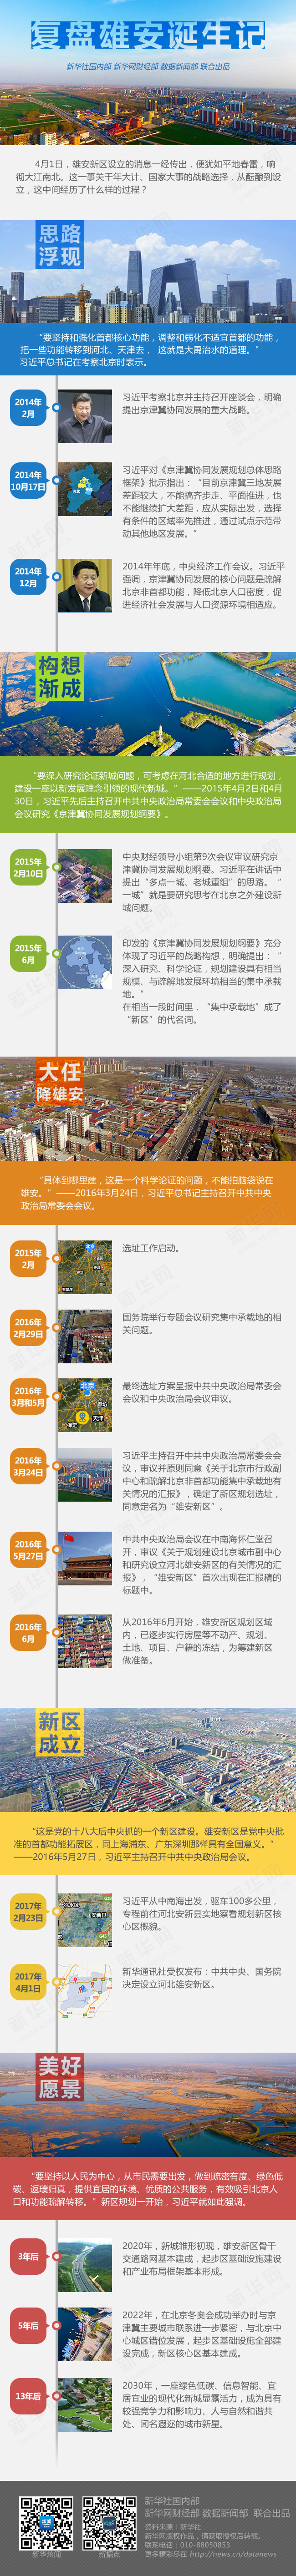 复盘雄安诞生记
新华社国内部 新华网财经部 数据新闻部 联合出品
4月1日，雄安新区设立的消息一经传出，便犹如平地春雷，响
彻大江南北。这一事关千年大计、国家大事的战略选择，从酝酿到设
立，这中间经历了什么样的过程？
思路
浮现
“要坚持和强化首都核心功能，调整和弱化不适宜首都的功能，
把一些功能转移到河北、天津去，这就是大禹治水的道理。”
习近平总书记在考察北京时表示。
2014年
2月
习近平考察北京并主持召开座谈会，明确
提出京津冀协同发展的重大战略。
2014年
10月17日
习近平对《京津冀协同发展规划总体思路
框架》批示指出：“目前京津冀三地发展
差距较大，不能搞齐步走、平面推进，也
不能继续扩大差距，应从实际出发，选择
有条件的区域率先推进，通过试点示范带
动其他地区发展。”
2014年
12月
2014年年底，中央经济工作会议。习近平
强调，京津冀协同发展的核心问题是疏解
北京非首都功能，降低北京人口密度，促
进经济社会发展与人口资源环境相适应。
构想
渐成
“要深入研究论证新城问题，可考虑在河北合适的地方进行规划，
建设一座以新发展理念引领的现代新城。”——2015年4月2日和4月
30日，习近平先后主持召开中共中央政治局常委会会议和中央政治局
会议研究《京津冀协同发展规划纲要》。
2015年
2月10日
中央财经领导小组第9次会议审议研究京
津冀协同发展规划纲要。习近平在讲话中
提出“多点一城、老城重组”的思路。“
一城”就是要研究思考在北京之外建设新
城问题。
2015年
6月
印发的《京津冀协同发展规划纲要》充分
体现了习近平的战略构想，明确提出：“
深入研究、科学论证，规划建设具有相当
规模、与疏解地发展环境相当的集中承载
地。”
在相当一段时间里，“集中承载地”成了
“新区”的代名词。
大任
降雄安
“具体到哪里建，这是一个科学论证的问题，不能拍脑袋说在
雄安。”——2016年3月24日，习近平总书记主持召开中共中央
政治局常委会会议。
2015年
2月
选址工作启动。
2016年
2月29日
国务院举行专题会议研究集中承载地的相
关问题。
2016年
3月和5月
北京
天津
保定
廊坊
最终选址方案呈报中共中央政治局常委会
会议和中央政治局会议审议。
2016年
3月24日
习近平主持召开中共中央政治局常委会会
议，审议并原则同意《关于北京市行政副
中心和疏解北京非首都功能集中承载地有
关情况的汇报》，确定了新区规划选址，
同意定名为“雄安新区”。
2016年
5月27日
中共中央政治局会议在中南海怀仁堂召
开，审议《关于规划建设北京城市副中心
和研究设立河北雄安新区的有关情况的汇
报》，“雄安新区”首次出现在汇报稿的
标题中。
2016年
6月
从2016年6月开始，雄安新区规划区域
内，已逐步实行房屋等不动产、规划、
土地、项目、户籍的冻结，为筹建新区
做准备。
新区
成立
“这是党的十八大后中央抓的一个新区建设。雄安新区是党中央批
准的首都功能拓展区，同上海浦东、广东深圳那样具有全国意义。”
——2016年5月27日，习近平主持召开中共中央政治局会议。
2017年
2月23日
习近平从中南海出发，驱车100多公里，
专程前往河北安新县实地察看规划新区核
心区概貌。
2017年
4月1日
新华通讯社受权发布：中共中央、国务院
决定设立河北雄安新区。
美好
愿景
“要坚持以人民为中心，从市民需要出发，做到疏密有度、绿色低
碳、返璞归真，提供宜居的环境、优质的公共服务，有效吸引北京人
口和功能疏解转移。”新区规划一开始，习近平就如此强调。
3年后
2020年，新城雏形初现，雄安新区骨干
交通路网基本建成，起步区基础设施建设
和产业布局框架基本形成。
5年后
2022年，在北京冬奥会成功举办时与京
津冀主要城市联系进一步紧密，与北京中
心城区错位发展，起步区基础设施全部建
设完成，新区核心区基本建成。
13年后
2030年，一座绿色低碳、信息智能、宜
居宜业的现代化新城显露活力，成为具有
较强竞争力和影响力、人与自然和谐共
处、闻名遐迩的城市新星。
新华炫闻
新极点
新华社国内部
新华网财经部 数据新闻部 联合出品
资料来源：新华社
新华网版权作品，请获取授权后转载。
联系电话：010-88050853
更多精彩尽在 http://news.cn/datanews